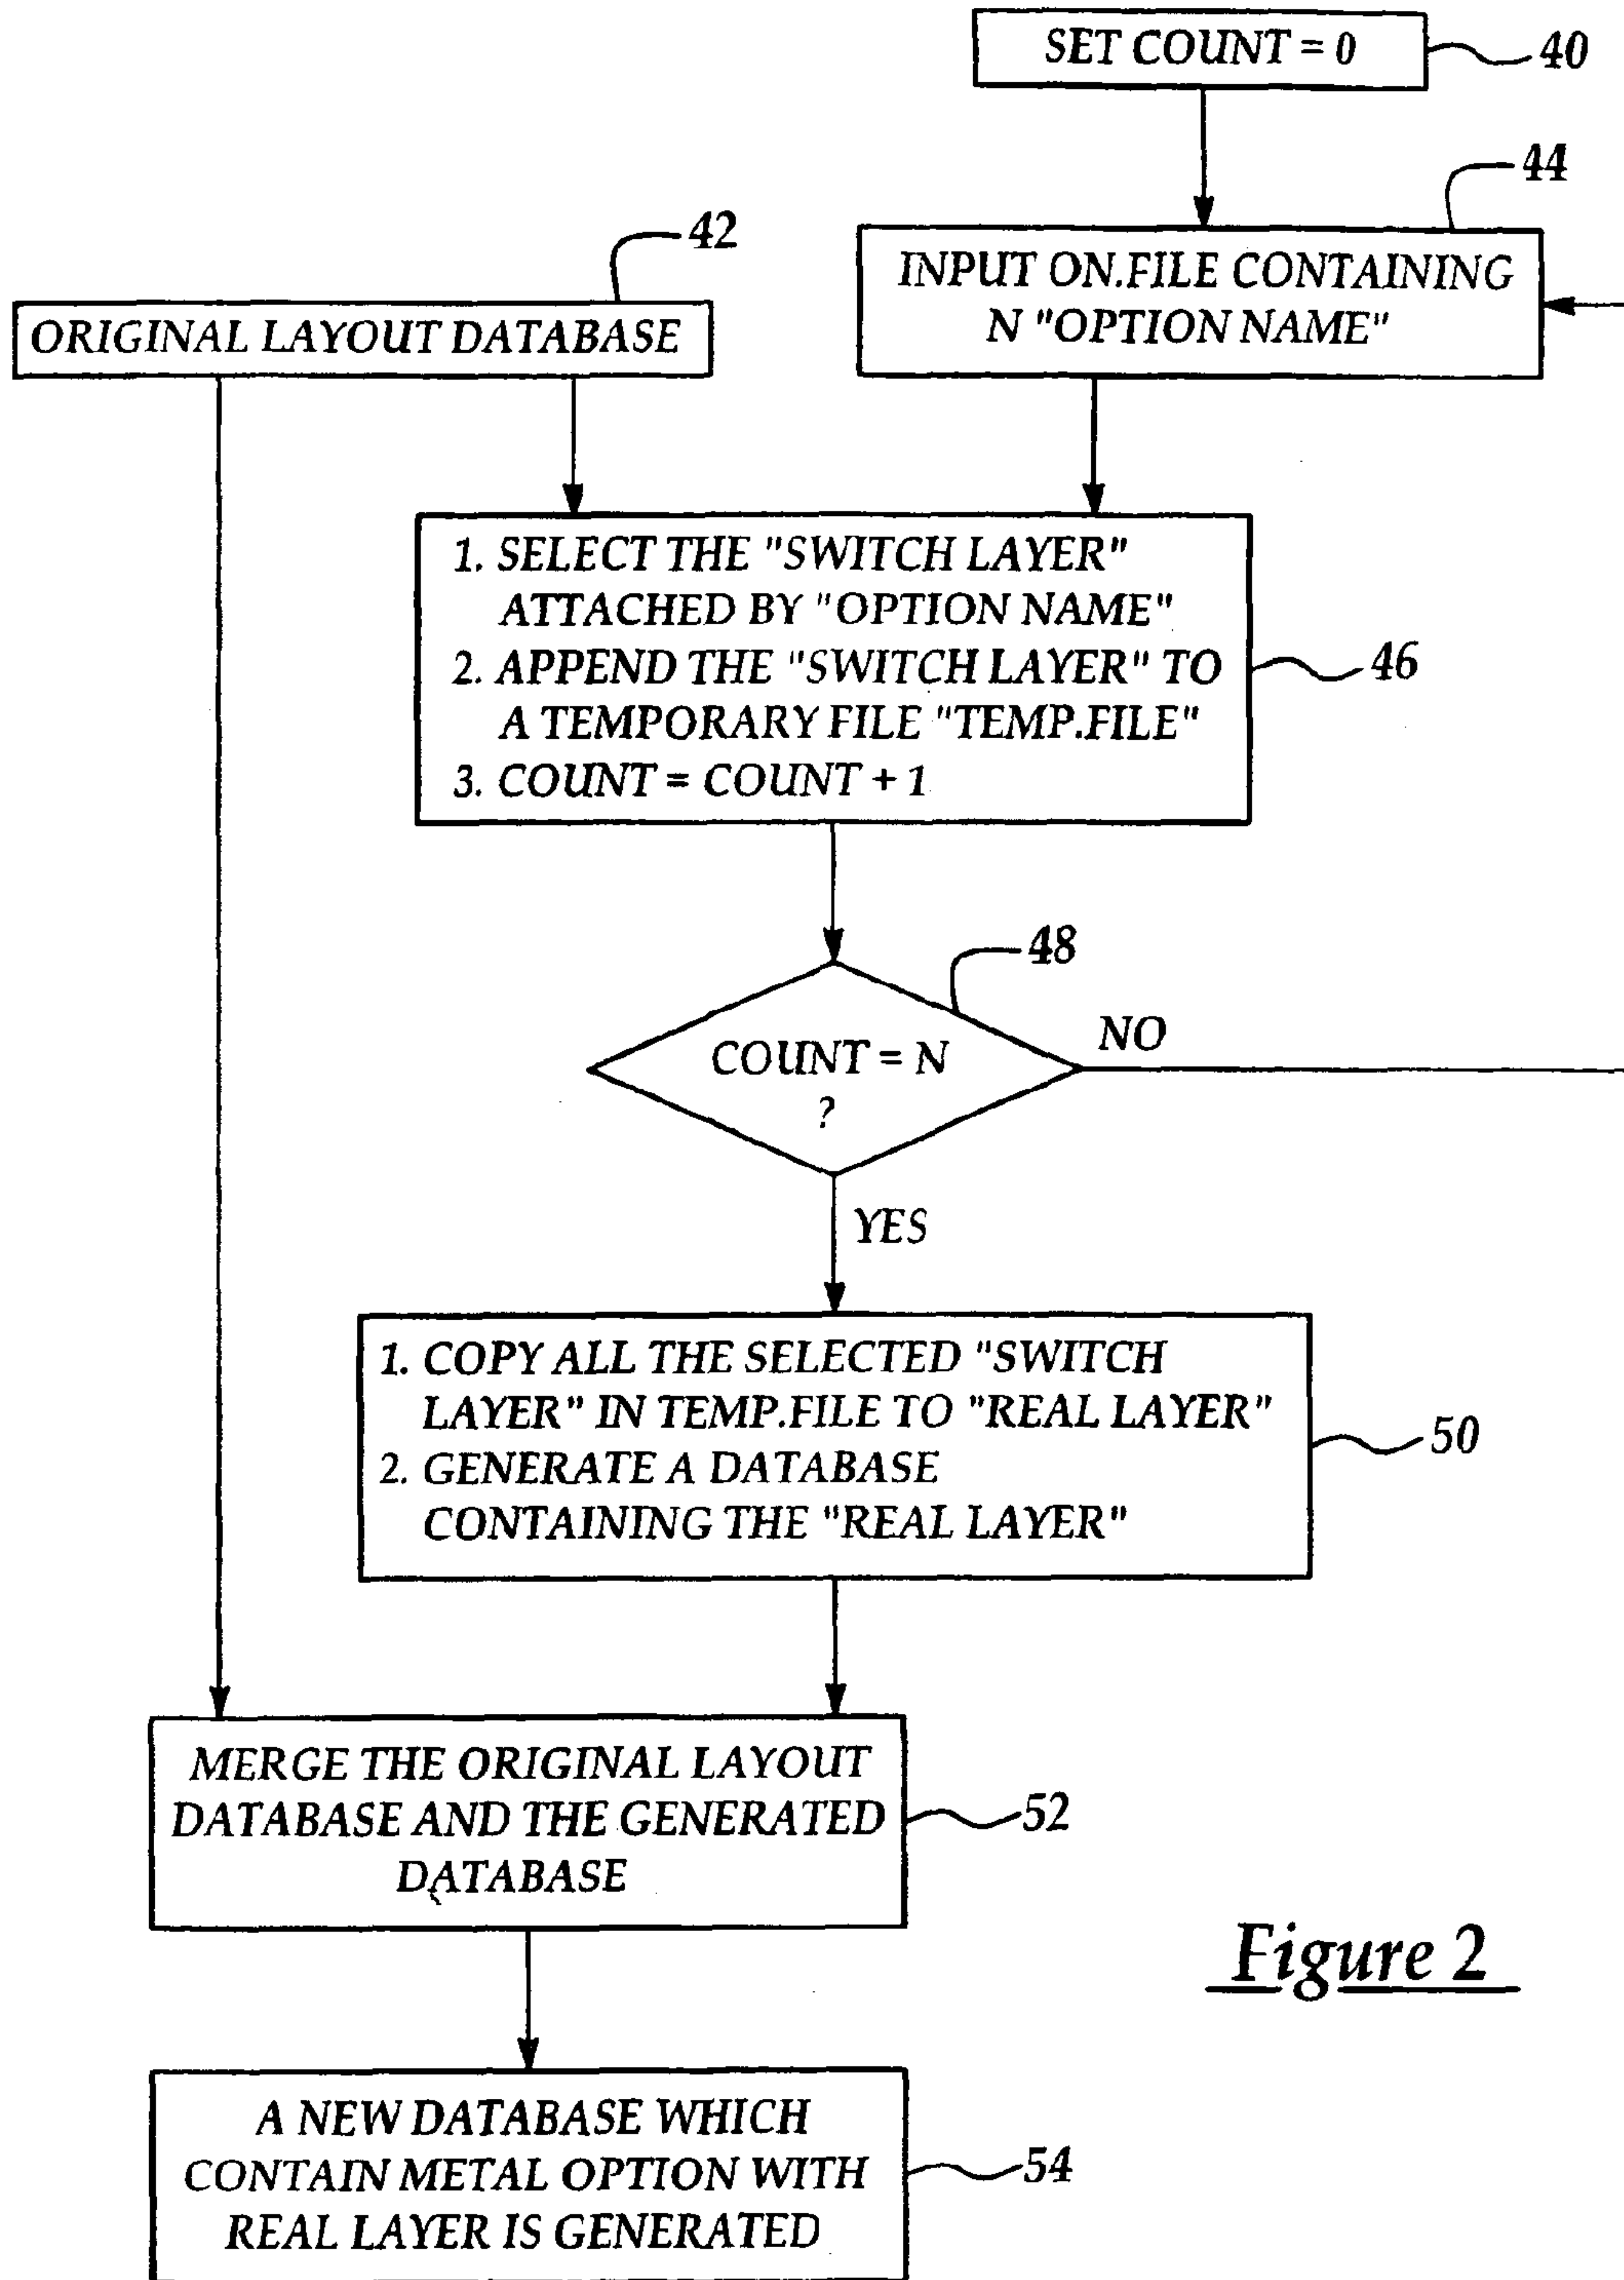 SET COUNT = 0
40
44
INPUT ON.FILE CONTAINING
N "OPTION NAME"
42
ORIGINAL LAYOUT DATABASE
1. SELECT THE "SWITCH LAYER"
ATTACHED BY "OPTION NAME"
2. APPEND THE "SWITCH LAYER" TO
A TEMPORARY FILE "TEMP.FILE"
3. COUNT = COUNT + 1
46
48
COUNT = N
?
NO
YES
1. COPY ALL THE SELECTED "SWITCH
LAYER" IN TEMP.FILE TO "REAL LAYER"
2. GENERATE A DATABASE
CONTAINING THE "REAL LAYER"
50
MERGE THE ORIGINAL LAYOUT
DATABASE AND THE GENERATED
DATABASE
52
Figure 2
A NEW DATABASE WHICH
CONTAIN METAL OPTION WITH
REAL LAYER IS GENERATED
54